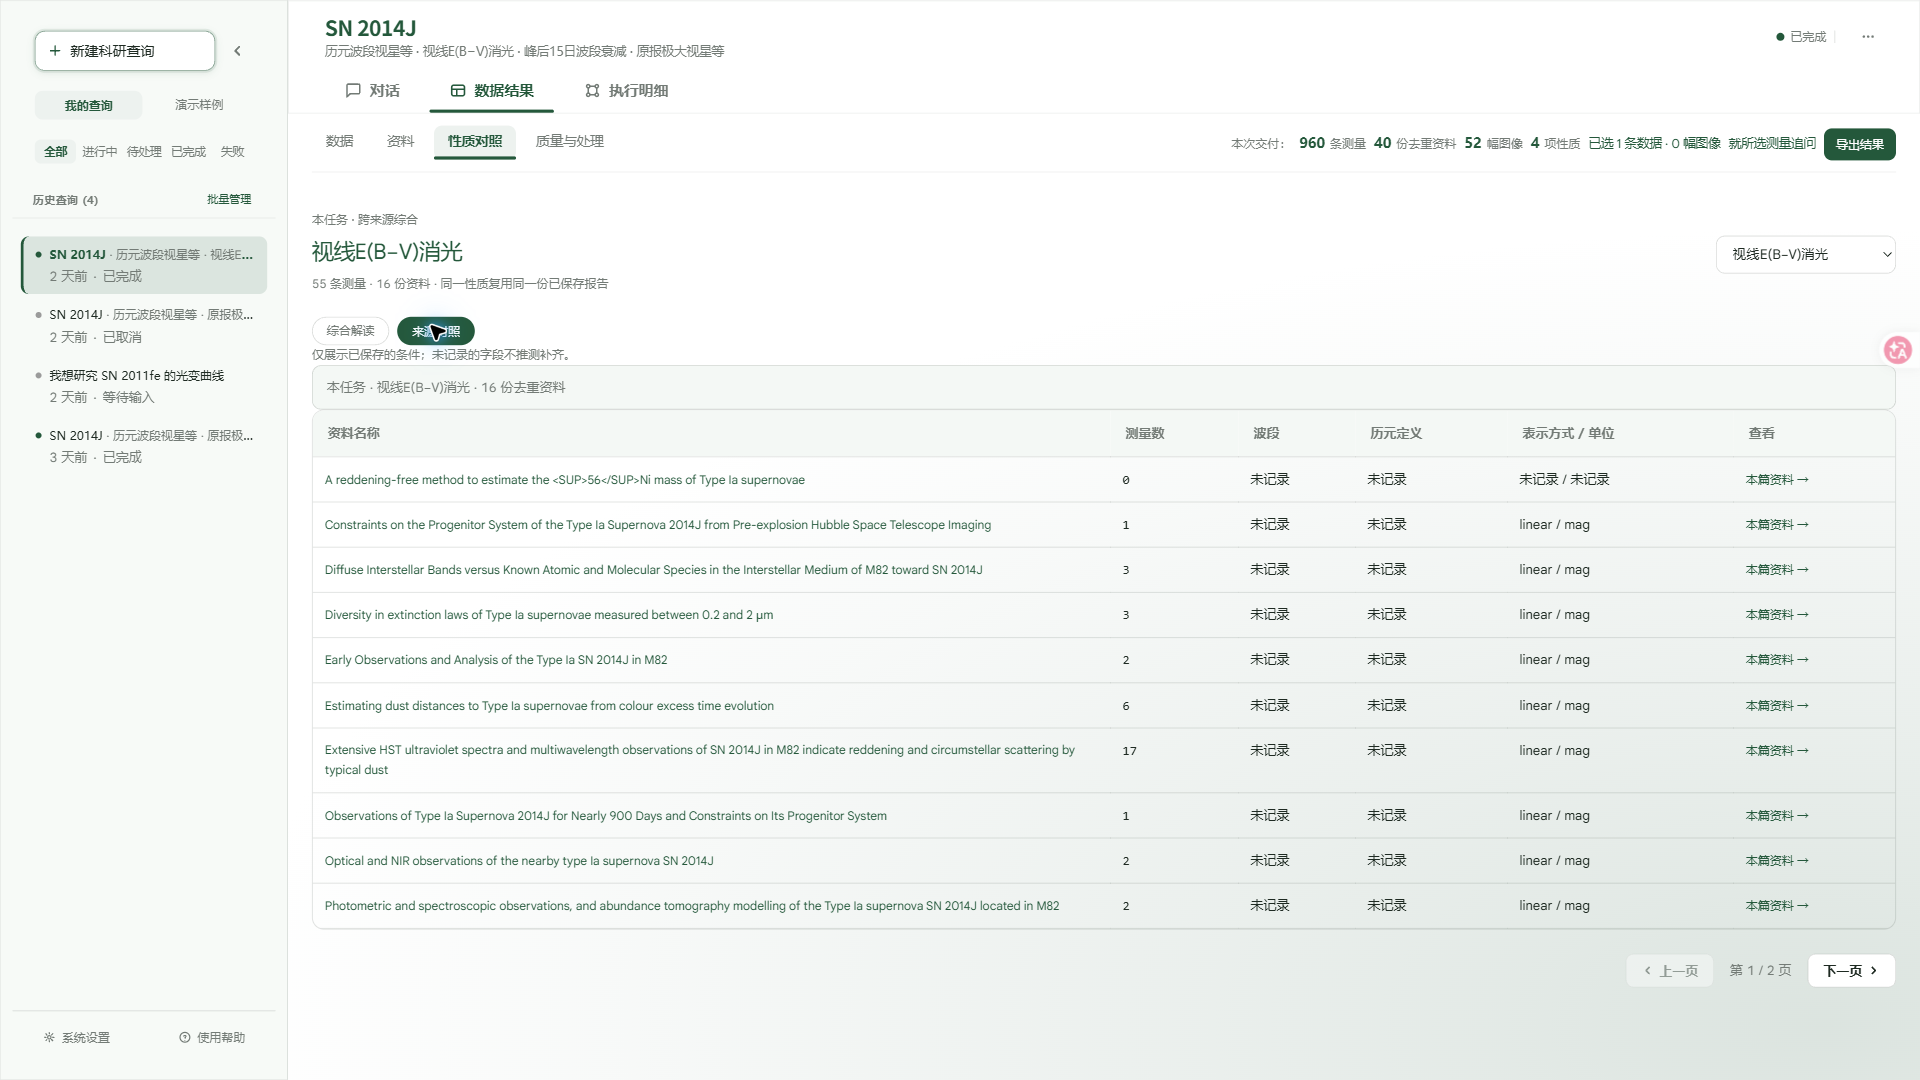 新建科研查询
我的查询 演示样例
全部 进行中 待处理 已完成 失败
历史查询 (4) 批量管理
SN 2014J · 历元波段视星等 · 视线E...
2 天前 · 已完成
SN 2014J · 历元波段视星等 · 原报极...
2 天前 · 已取消
我想研究 SN 2011fe 的光变曲线
2 天前 · 等待输入
SN 2014J · 历元波段视星等 · 原报极...
3 天前 · 已完成
系统设置 使用帮助
SN 2014J
历元波段视星等 · 视线E(B−V)消光 · 峰后15日波段衰减 · 原报极大视星等
已完成
对话 数据结果 执行明细
数据 资料 性质对照 质量与处理
本次交付: 960 条测量 40 份去重资料 52 幅图像 4 项性质 已选 1 条数据 · 0 幅图像 就所选测量追问 导出结果
本任务 · 跨来源综合
视线E(B−V)消光
视线E(B−V)消光
55 条测量 · 16 份资料 · 同一性质复用同一份已保存报告
综合解读 来源对照
仅展示已保存的条件；未记录的字段不推测补齐。
本任务 · 视线E(B−V)消光 · 16 份去重资料
资料名称 测量数 波段 历元定义 表示方式 / 单位 查看
A reddening-free method to estimate the <SUP>56</SUP>Ni mass of Type Ia supernovae 0 未记录 未记录 未记录 / 未记录 本篇资料 →
Constraints on the Progenitor System of the Type Ia Supernova 2014J from Pre-explosion Hubble Space Telescope Imaging 1 未记录 未记录 linear / mag 本篇资料 →
Diffuse Interstellar Bands versus Known Atomic and Molecular Species in the Interstellar Medium of M82 toward SN 2014J 3 未记录 未记录 linear / mag 本篇资料 →
Diversity in extinction laws of Type Ia supernovae measured between 0.2 and 2 μm 3 未记录 未记录 linear / mag 本篇资料 →
Early Observations and Analysis of the Type Ia SN 2014J in M82 2 未记录 未记录 linear / mag 本篇资料 →
Estimating dust distances to Type Ia supernovae from colour excess time evolution 6 未记录 未记录 linear / mag 本篇资料 →
Extensive HST ultraviolet spectra and multiwavelength observations of SN 2014J in M82 indicate reddening and circumstellar scattering by 17 未记录 未记录 linear / mag 本篇资料 →
typical dust
Observations of Type Ia Supernova 2014J for Nearly 900 Days and Constraints on Its Progenitor System 1 未记录 未记录 linear / mag 本篇资料 →
Optical and NIR observations of the nearby type Ia supernova SN 2014J 2 未记录 未记录 linear / mag 本篇资料 →
Photometric and spectroscopic observations, and abundance tomography modelling of the Type Ia supernova SN 2014J located in M82 2 未记录 未记录 linear / mag 本篇资料 →
上一页 第 1 / 2 页 下一页